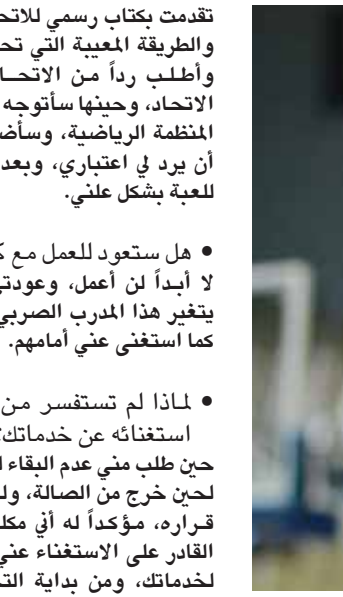 تقدمت بكتاب رسمي للاتح
والطريقة المعيبة التي تح
وأطلب رداً من الاتحـــا
الاتحاد، وحينها سأتوجه
المنظمة الرياضية، وسأض
أن يرد لي اعتباري، وبعد
للعبة بشكل علني.
• هل ستعود للعمل مع ك
لا أبداً لن أعمل، وعودتي
يتغير هذا المدرب الصربي
كما استغنى عني أمامهم.
• لماذا لم تستفسر من
استغنائه عن خدماتك
حين طلب مني عدم البقاء ا
لحين خرج من الصالة، ول
قراره، مؤكداً له أني مكل
القادر على الاستغناء عني
لخدماتك، ومن بداية الت